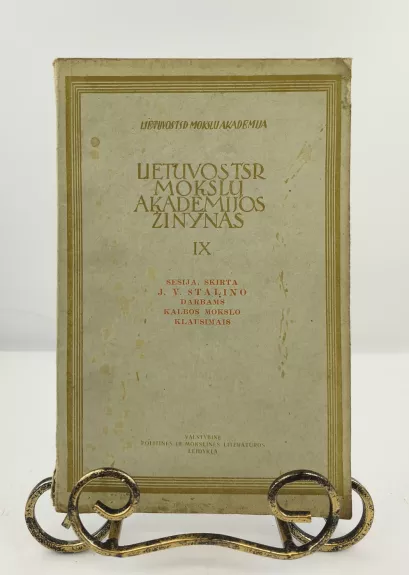 LIETUVOS TSR MOKSLŲ AKADEMIJA
LIETUVOS TSR
MOKSLŲ
AKADEMIJOS
ŽINYNAS
IX
SESIJA, SKIRTA
J. V. STALINO
DARBAMS
KALBOS MOKSLO
KLAUSIMAIS
VALSTYBINĖ
POLITINĖS IR MOKSLINĖS LITERATŪROS
LEIDYKLA